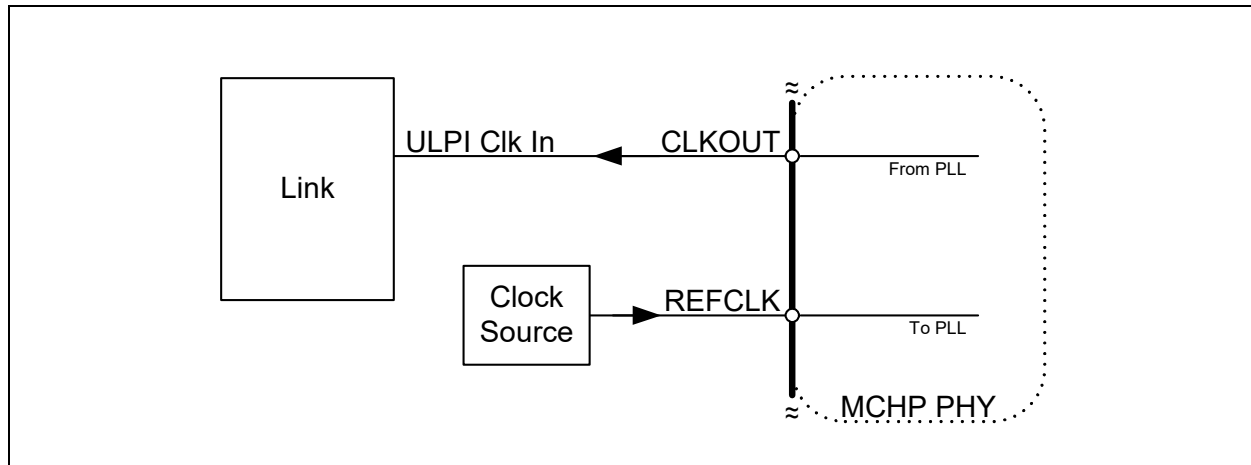 ULPI Clk In
CLKOUT
From PLL
Link
Clock
Source
REFCLK
To PLL
MCHP PHY